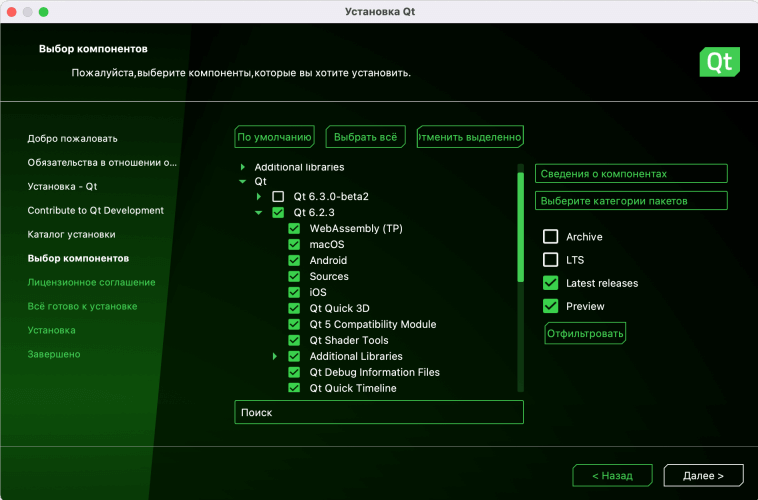 Установка Qt
Выбор компонентов
Пожалуйста,выберите компоненты,которые вы хотите установить.
Qt
Добро пожаловать
Обязательства в отношении о...
Установка - Qt
Contribute to Qt Development
Каталог установки
Выбор компонентов
Лицензионное соглашение
Всё готово к установке
Установка
Завершено
По умолчанию
Выбрать всё
Отменить выделенно
Additional libraries
Qt
Qt 6.3.0-beta2
Qt 6.2.3
WebAssembly (TP)
macOS
Android
Sources
iOS
Qt Quick 3D
Qt 5 Compatibility Module
Qt Shader Tools
Additional Libraries
Qt Debug Information Files
Qt Quick Timeline
Поиск
Сведения о компонентах
Выберите категории пакетов
Archive
LTS
Latest releases
Preview
Отфильтровать
< Назад
Далее >